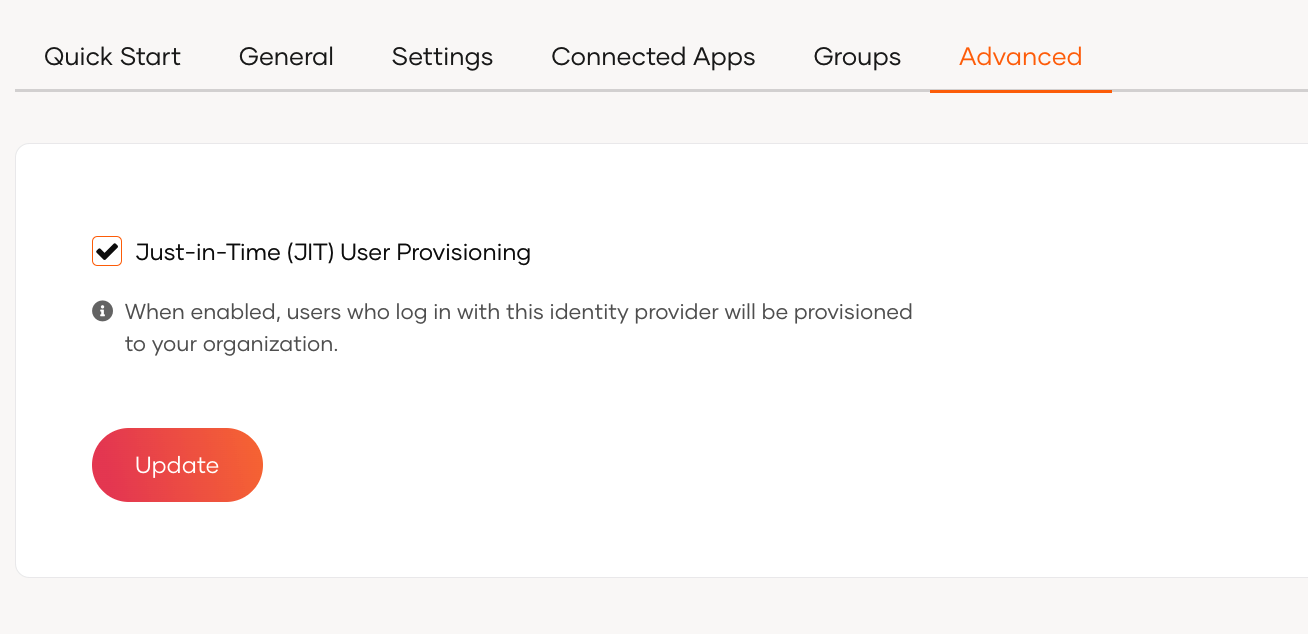 Quick Start General Settings Connected Apps Groups Advanced
Just-in-Time (JIT) User Provisioning
When enabled, users who log in with this identity provider will be provisioned
to your organization.
Update